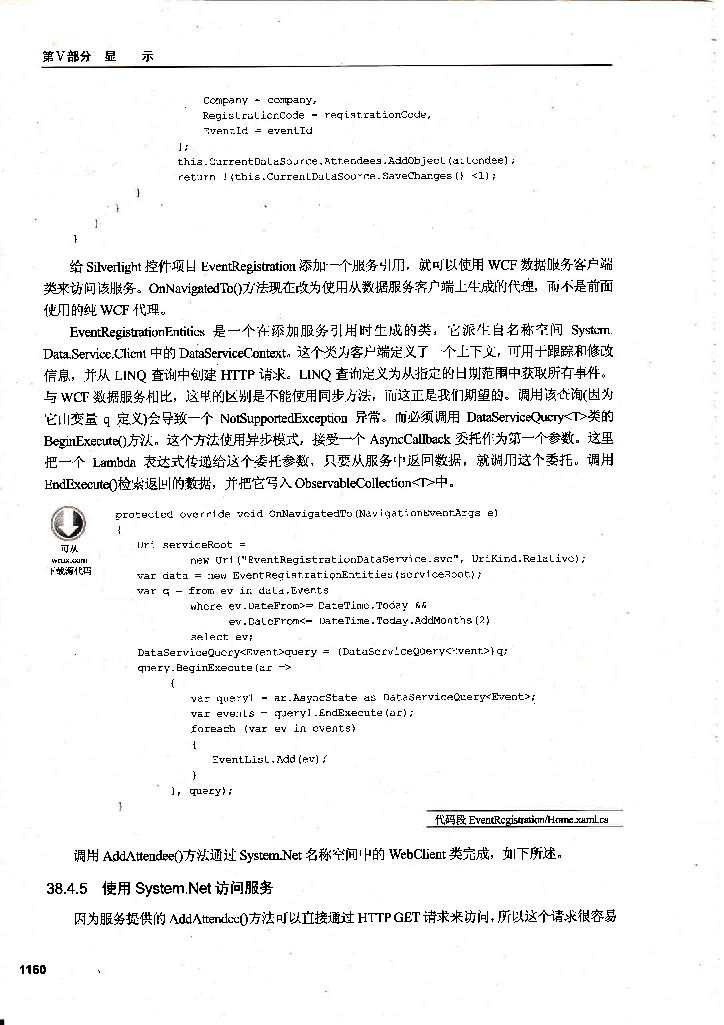 第V部分 显 示
Company = company,
RegistrationCode = registrationCode,
EventId = eventId
};
this.CurrentDataSource.Attendees.AddObject(attendee);
return !(this.CurrentDataSource.SaveChanges() <1);
}
}
}
}
给 Silverlight 控件项目 EventRegistration 添加一个服务引用，就可以使用 WCF 数据服务客户端
类来访问该服务。OnNavigatedTo()方法现在改为使用从数据服务客户端上生成的代理，而不是前面
使用的纯 WCF 代理。
EventRegistrationEntities 是一个在添加服务引用时生成的类，它派生自名称空间 System.
Data.Service.Client 中的 DataServiceContext。这个类为客户端定义了一个上下文，可用于跟踪和修改
信息，并从 LINQ 查询中创建 HTTP 请求。LINQ 查询定义为从指定的日期范围中获取所有事件。
与 WCF 数据服务相比，这里的区别是不能使用同步方法，而这正是我们期望的。调用该查询(因为
它由变量 q 定义)会导致一个 NotSupportedException 异常。而必须调用 DataServiceQuery<T>类的
BeginExecute()方法。这个方法使用异步模式，接受一个 AsyncCallback 委托作为第一个参数。这里
把一个 Lambda 表达式传递给这个委托参数，只要从服务中返回数据，就调用这个委托。调用
EndExecute()检索返回的数据，并把它写入 ObservableCollection<T>中。
可从
wrox.com
下载源代码
protected override void OnNavigatedTo(NavigationEventArgs e)
{
Uri serviceRoot =
new Uri("EventRegistrationDataService.svc", UriKind.Relative);
var data = new EventRegistrationEntities(serviceRoot);
var q = from ev in data.Events
where ev.DateFrom>= DateTime.Today &&
ev.DateFrom<= DateTime.Today.AddMonths(2)
select ev;
DataServiceQuery<Event>query = (DataServiceQuery<Event>)q;
query.BeginExecute(ar =>
{
var query1 = ar.AsyncState as DataServiceQuery<Event>;
var events = query1.EndExecute(ar);
foreach (var ev in events)
{
EventList.Add(ev);
}
}, query);
}
代码段 EventRegistration/Home.xaml.cs
调用 AddAttendee()方法通过 System.Net 名称空间中的 WebClient 类完成，如下所述。
38.4.5 使用 System.Net 访问服务
因为服务提供的 AddAttendee()方法可以直接通过 HTTP GET 请求来访问，所以这个请求很容易
1160